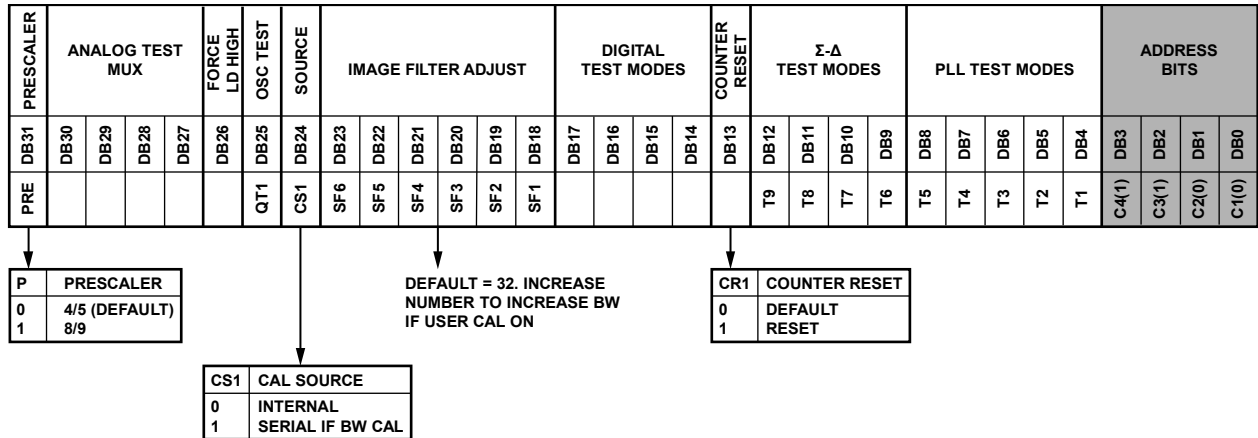 PRESCALER
ANALOG TEST
MUX
FORCE
LD HIGH
OSC TEST
SOURCE
IMAGE FILTER ADJUST
DIGITAL
TEST MODES
COUNTER
RESET
Σ-Δ
TEST MODES
PLL TEST MODES
ADDRESS
BITS
DB31 DB30 DB29 DB28 DB27 DB26 DB25 DB24 DB23 DB22 DB21 DB20 DB19 DB18 DB17 DB16 DB15 DB14 DB13 DB12 DB11 DB10 DB9 DB8 DB7 DB6 DB5 DB4 DB3 DB2 DB1 DB0
PRE QT1 CS1 SF6 SF5 SF4 SF3 SF2 SF1 T9 T8 T7 T6 T5 T4 T3 T2 T1 C4(1) C3(1) C2(0) C1(0)
P PRESCALER
0 4/5 (DEFAULT)
1 8/9
DEFAULT = 32. INCREASE
NUMBER TO INCREASE BW
IF USER CAL ON
CR1 COUNTER RESET
0 DEFAULT
1 RESET
CS1 CAL SOURCE
0 INTERNAL
1 SERIAL IF BW CAL